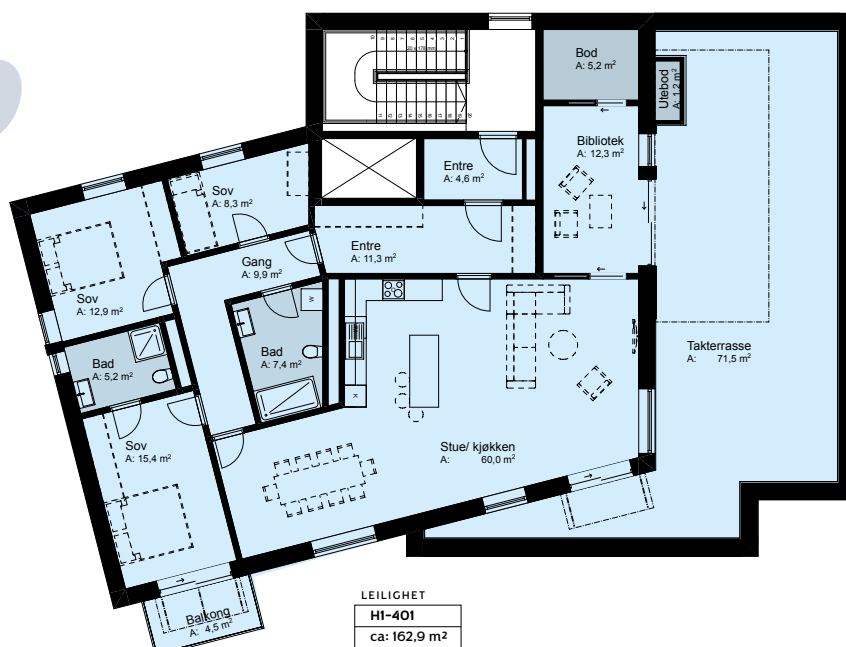 Bod
A: 5,2 m²
Utebod
A: 1,2 m²
20 x 178 mm
Bibliotek
A: 12,3 m²
Entre
A: 4,6 m²
Sov
A: 8,3 m²
Entre
A: 11,3 m²
Gang
A: 9,9 m²
Sov
A: 12,9 m²
W
Bad
A: 5,2 m²
Bad
A: 7,4 m²
Takterrasse
A: 71,5 m²
K
Sov
A: 15,4 m²
Stue/ kjøkken
A: 60,0 m²
Balkong
A: 4,5 m²
LEILIGHET
H1-401
ca: 162,9 m²